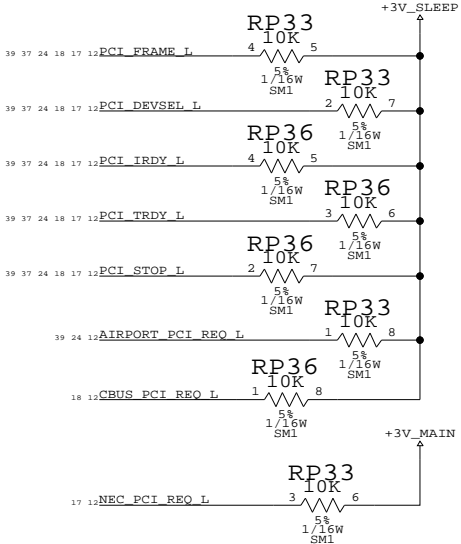 +3V_SLEEP
RP33
10K
39 37 24 18 17 12 PCI_FRAME_L 4 5
5%
1/16W
SM1
RP33
10K
39 37 24 18 17 12 PCI_DEVSEL_L 2 7
5%
1/16W
SM1
RP36
10K
39 37 24 18 17 12 PCI_IRDY_L 4 5
5%
1/16W
SM1
RP36
10K
39 37 24 18 17 12 PCI_TRDY_L 3 6
5%
1/16W
SM1
RP36
10K
39 37 24 18 17 12 PCI_STOP_L 2 7
5%
1/16W
SM1
RP33
10K
39 24 12 AIRPORT_PCI_REQ_L 1 8
5%
1/16W
SM1
RP36
10K
18 12 CBUS_PCI_REQ_L 1 8
5%
1/16W
SM1
+3V_MAIN
RP33
10K
17 12 NEC_PCI_REQ_L 3 6
5%
1/16W
SM1